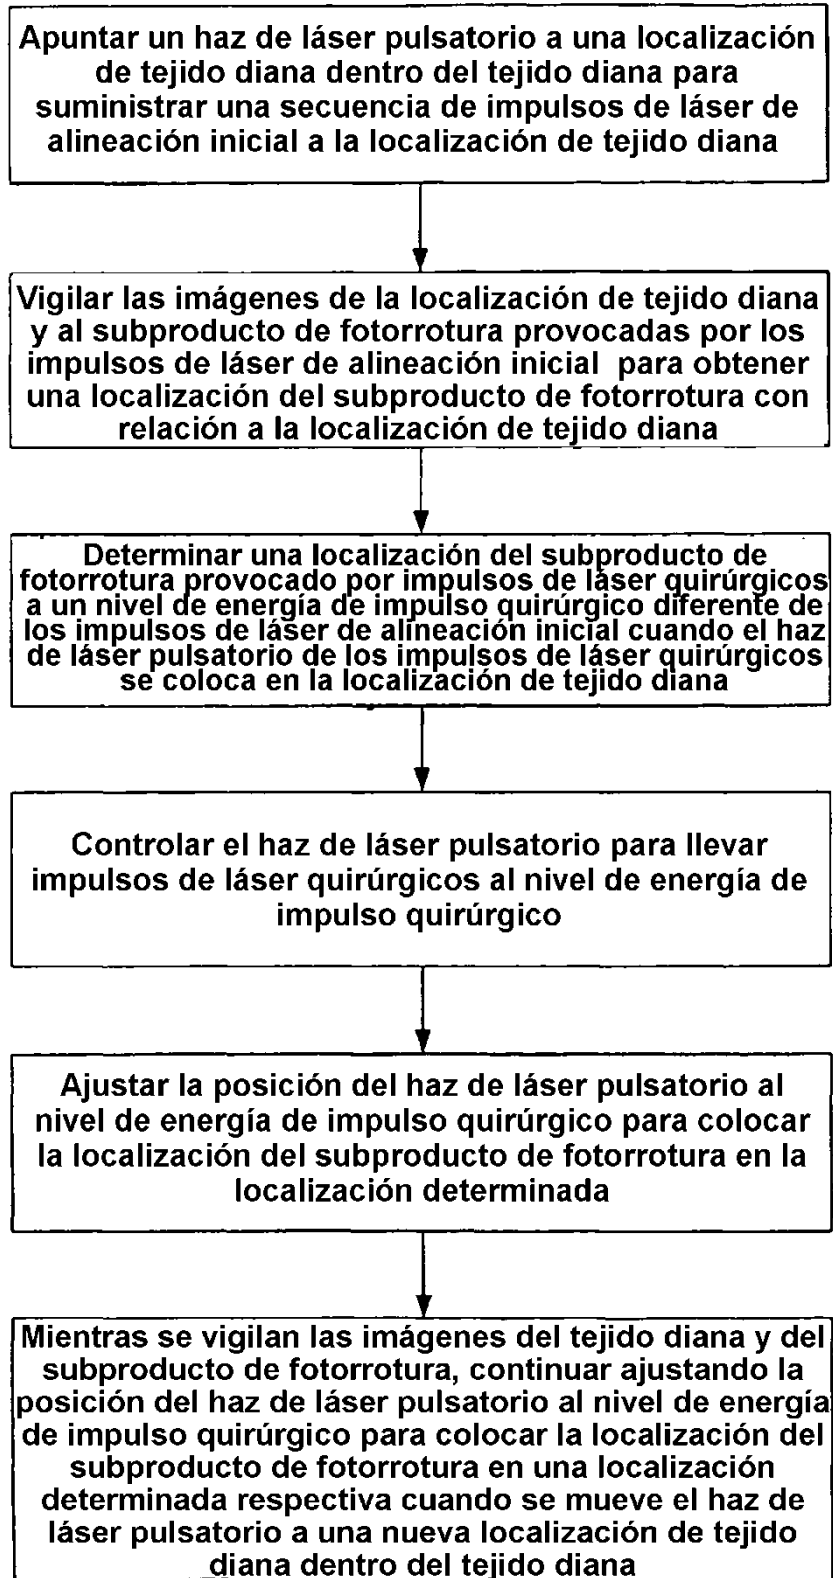 Apuntar un haz de láser pulsatorio a una localización
de tejido diana dentro del tejido diana para
suministrar una secuencia de impulsos de láser de
alineación inicial a la localización de tejido diana
Vigilar las imágenes de la localización de tejido diana
y al subproducto de fotorrotura provocadas por los
impulsos de láser de alineación inicial para obtener
una localización del subproducto de fotorrotura con
relación a la localización de tejido diana
Determinar una localización del subproducto de
fotorrotura provocado por impulsos de láser quirúrgicos
a un nivel de energía de impulso quirúrgico diferente de
los impulsos de láser de alineación inicial cuando el haz
de láser pulsatorio de los impulsos de láser quirúrgicos
se coloca en la localización de tejido diana
Controlar el haz de láser pulsatorio para llevar
impulsos de láser quirúrgicos al nivel de energía de
impulso quirúrgico
Ajustar la posición del haz de láser pulsatorio al
nivel de energía de impulso quirúrgico para colocar
la localización del subproducto de fotorrotura en la
localización determinada
Mientras se vigilan las imágenes del tejido diana y del
subproducto de fotorrotura, continuar ajustando la
posición del haz de láser pulsatorio al nivel de energía
de impulso quirúrgico para colocar la localización del
subproducto de fotorrotura en una localización
determinada respectiva cuando se mueve el haz de
láser pulsatorio a una nueva localización de tejido
diana dentro del tejido diana